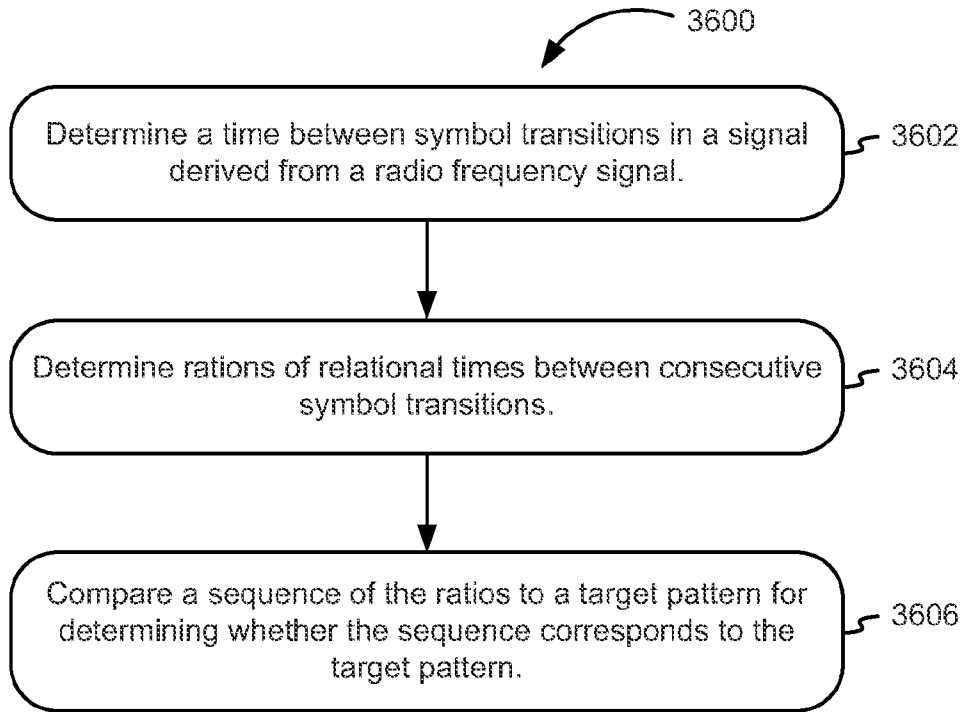 3600
Determine a time between symbol transitions in a signal
derived from a radio frequency signal.
3602
Determine rations of relational times between consecutive
symbol transitions.
3604
Compare a sequence of the ratios to a target pattern for
determining whether the sequence corresponds to the
target pattern.
3606